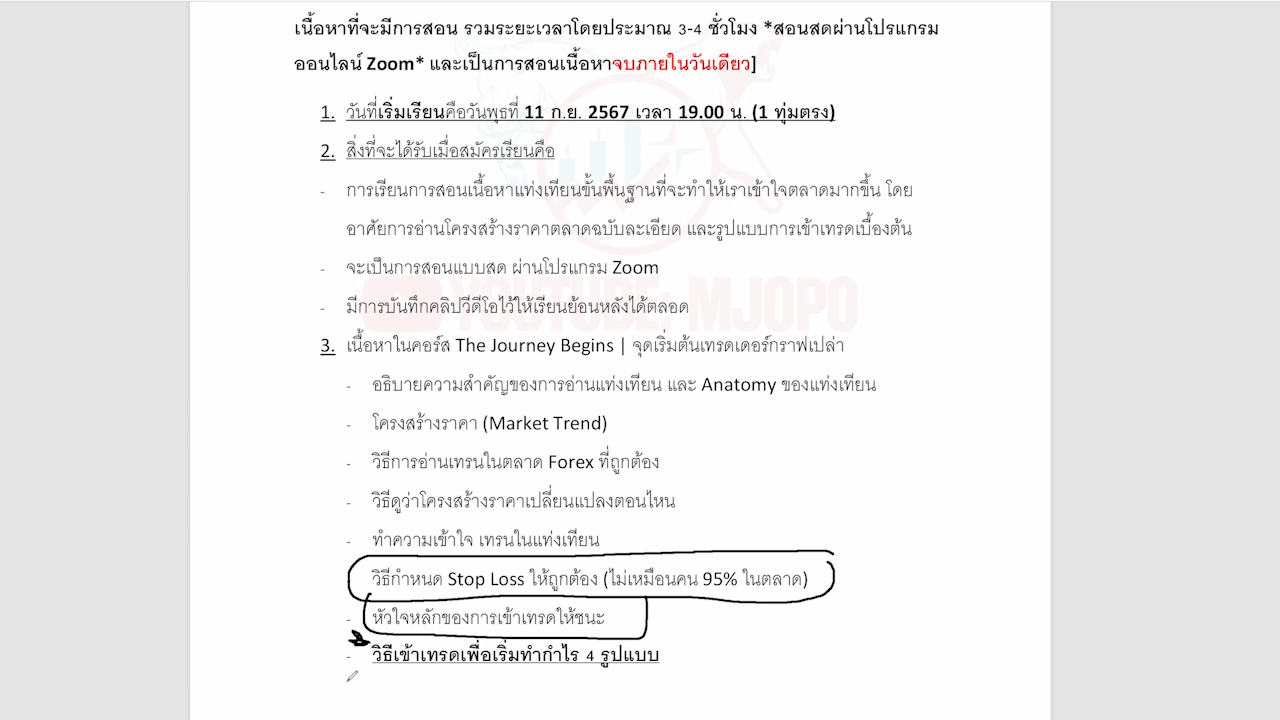 เนื้อหาที่จะมีการสอน รวมระยะเวลาโดยประมาณ 3-4 ชั่วโมง *สอนสดผ่านโปรแกรม
ออนไลน์ Zoom* และเป็นการสอนเนื้อหาจบภายในวันเดียว]
1. วันที่เริ่มเรียนคือวันพุธที่ 11 ก.ย. 2567 เวลา 19.00 น. (1 ทุ่มตรง)
2. สิ่งที่จะได้รับเมื่อสมัครเรียนคือ
- การเรียนการสอนเนื้อหาแท่งเทียนขั้นพื้นฐานที่จะทำให้เราเข้าใจตลาดมากขึ้น โดย
อาศัยการอ่านโครงสร้างราคาตลาดฉบับละเอียด และรูปแบบการเข้าเทรดเบื้องต้น
- จะเป็นการสอนแบบสด ผ่านโปรแกรม Zoom
- มีการบันทึกคลิปวีดีโอไว้ให้เรียนย้อนหลังได้ตลอด
YOUTUBE: MJOPO
3. เนื้อหาในคอร์ส The Journey Begins | จุดเริ่มต้นเทรดเดอร์กราฟเปล่า
- อธิบายความสำคัญของการอ่านแท่งเทียน และ Anatomy ของแท่งเทียน
- โครงสร้างราคา (Market Trend)
- วิธีการอ่านเทรนในตลาด Forex ที่ถูกต้อง
- วิธีดูว่าโครงสร้างราคาเปลี่ยนแปลงตอนไหน
- ทำความเข้าใจ เทรนในแท่งเทียน
- วิธีกำหนด Stop Loss ให้ถูกต้อง (ไม่เหมือนคน 95% ในตลาด)
- หัวใจหลักของการเข้าเทรดให้ชนะ
- วิธีเข้าเทรดเพื่อเริ่มทำกำไร 4 รูปแบบ